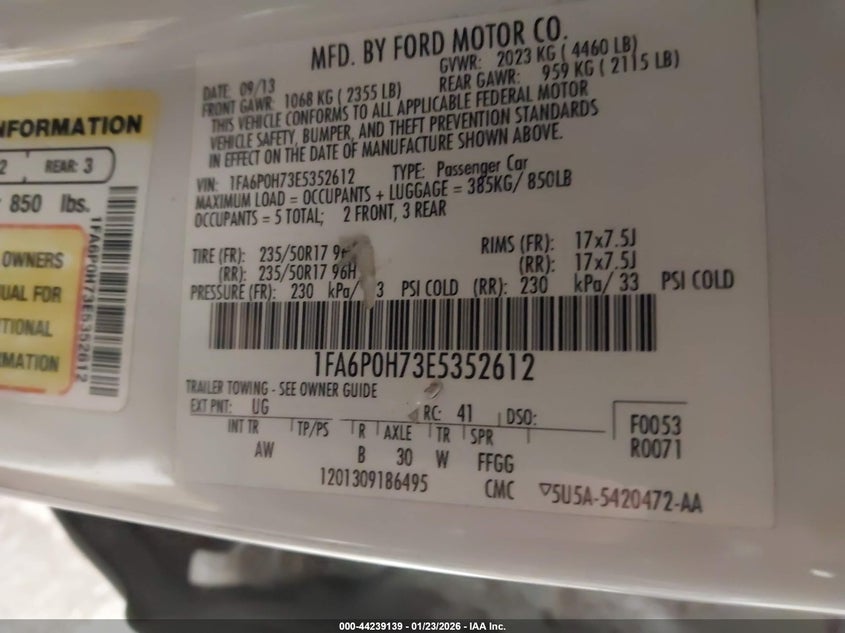 MFD. BY FORD MOTOR CO.
DATE: 09/13 GVWR: 2023 KG ( 4460 LB)
FRONT GAWR: 1068 KG ( 2355 LB) REAR GAWR: 959 KG ( 2115 LB)
THIS VEHICLE CONFORMS TO ALL APPLICABLE FEDERAL MOTOR
VEHICLE SAFETY, BUMPER, AND THEFT PREVENTION STANDARDS
IN EFFECT ON THE DATE OF MANUFACTURE SHOWN ABOVE.
VIN: 1FA6P0H73E5352612 TYPE: Passenger Car
MAXIMUM LOAD = OCCUPANTS + LUGGAGE = 385KG/ 850LB
OCCUPANTS = 5 TOTAL; 2 FRONT, 3 REAR
TIRE (FR): 235/50R17 RIMS (FR): 17x7.5J
(RR): 235/50R17 96H (RR): 17x7.5J
PRESSURE (FR): 230 kPa/ 3 PSI COLD (RR): 230 kPa/ 33 PSI COLD
1FA6P0H73E5352612
TRAILER TOWING - SEE OWNER GUIDE
EXT PNT: UG RC: 41 DSO: F0053
INT TR TP/PS R AXLE TR SPR R0071
AW B 30 W FFGG
1201309186495 CMC 5U5A-5420472-AA
NFORMATION
2 REAR: 3
850 lbs.
1FA6P0H73E5352612
OWNERS
UAL FOR
TIONAL
MATION
000-44239139 - 01/23/2026 - IAA Inc.